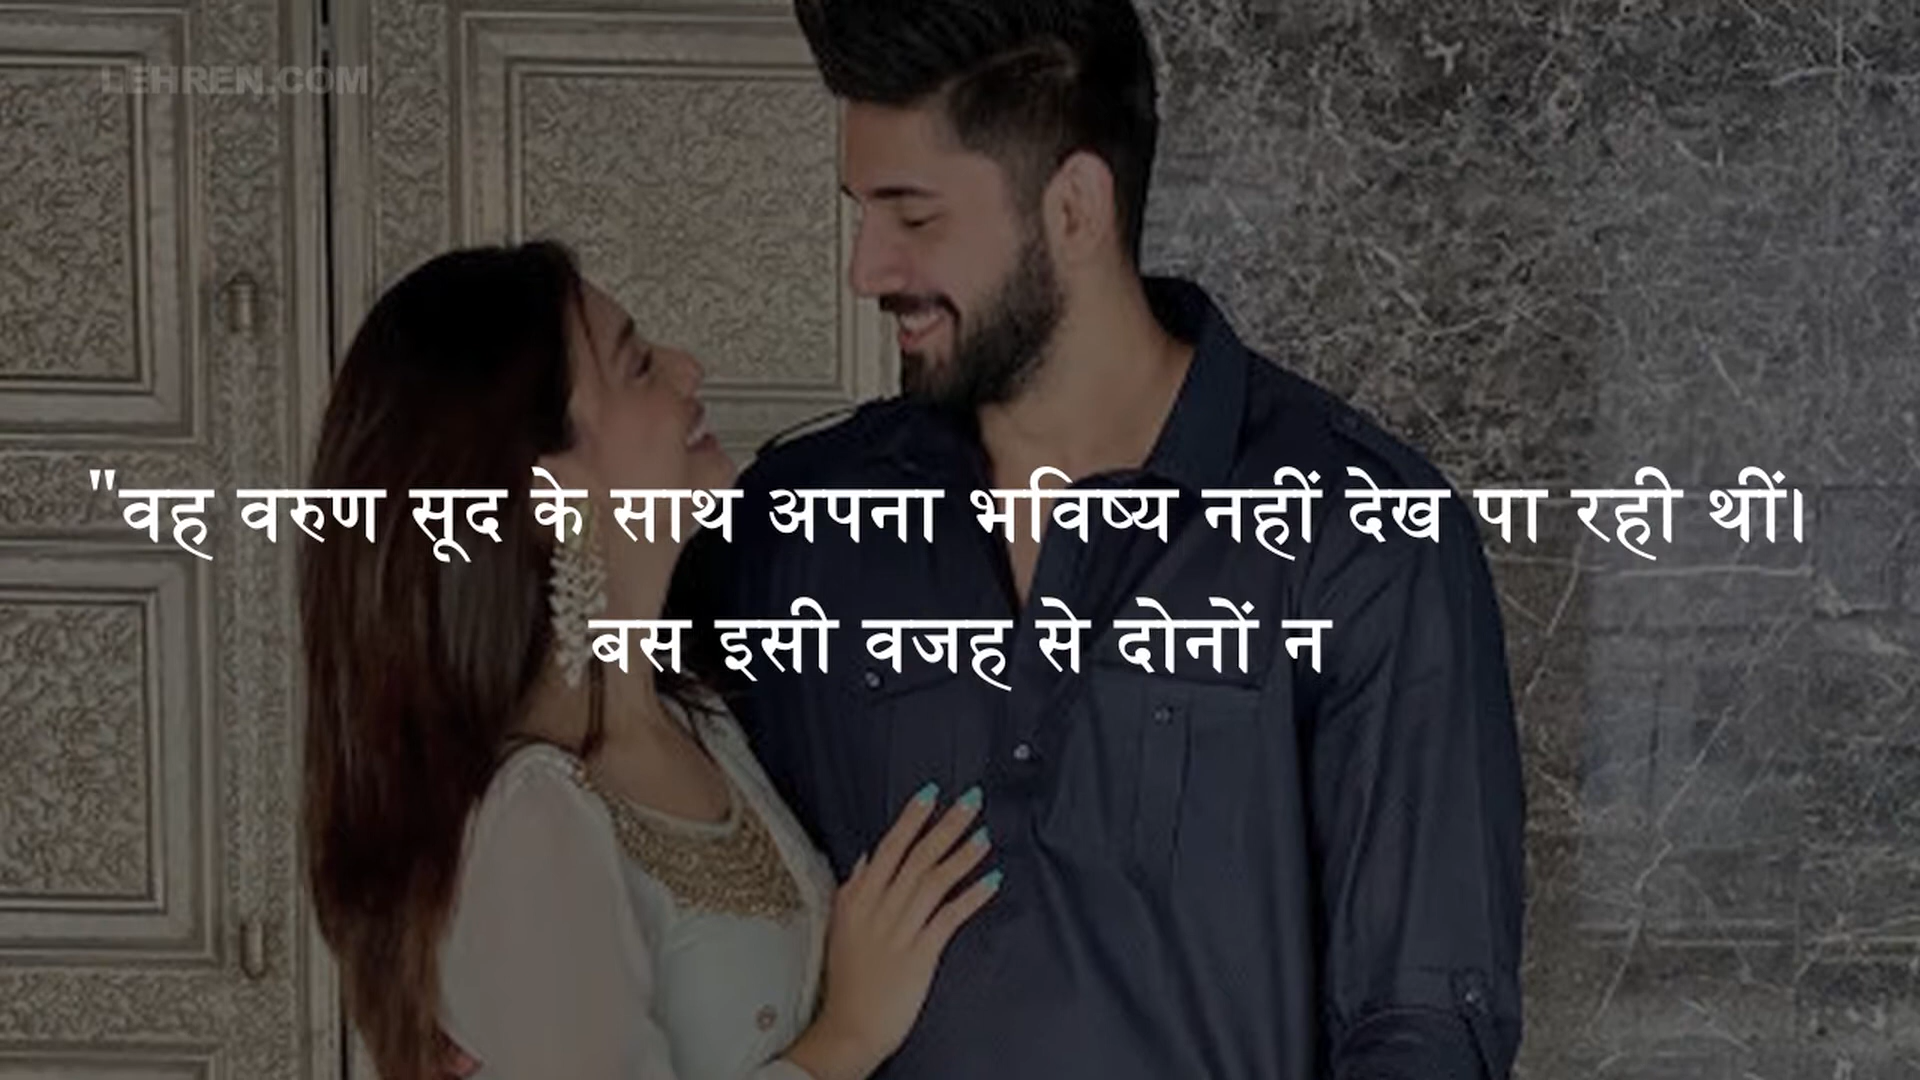 LEHREN.COM
"वह वरुण सूद के साथ अपना भविष्य नहीं देख पा रही थीं।
बस इसी वजह से दोनों न